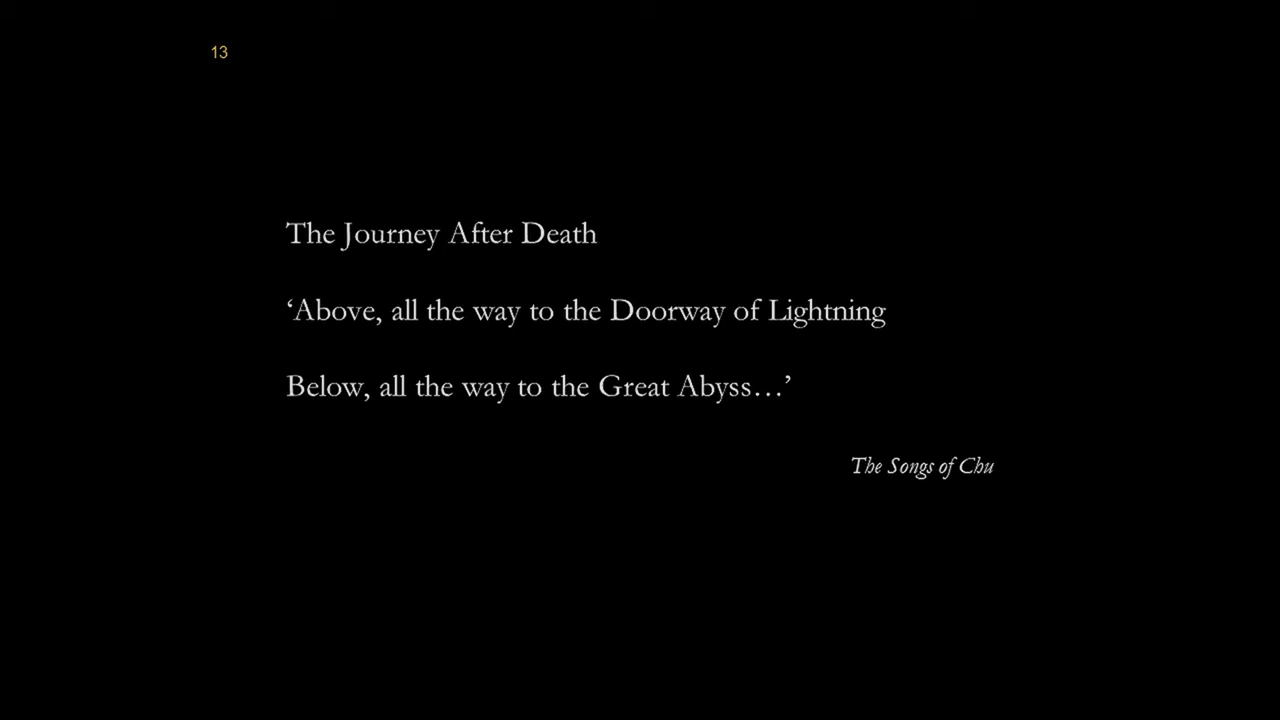 13
The Journey After Death
‘Above, all the way to the Doorway of Lightning
Below, all the way to the Great Abyss…’
The Songs of Chu